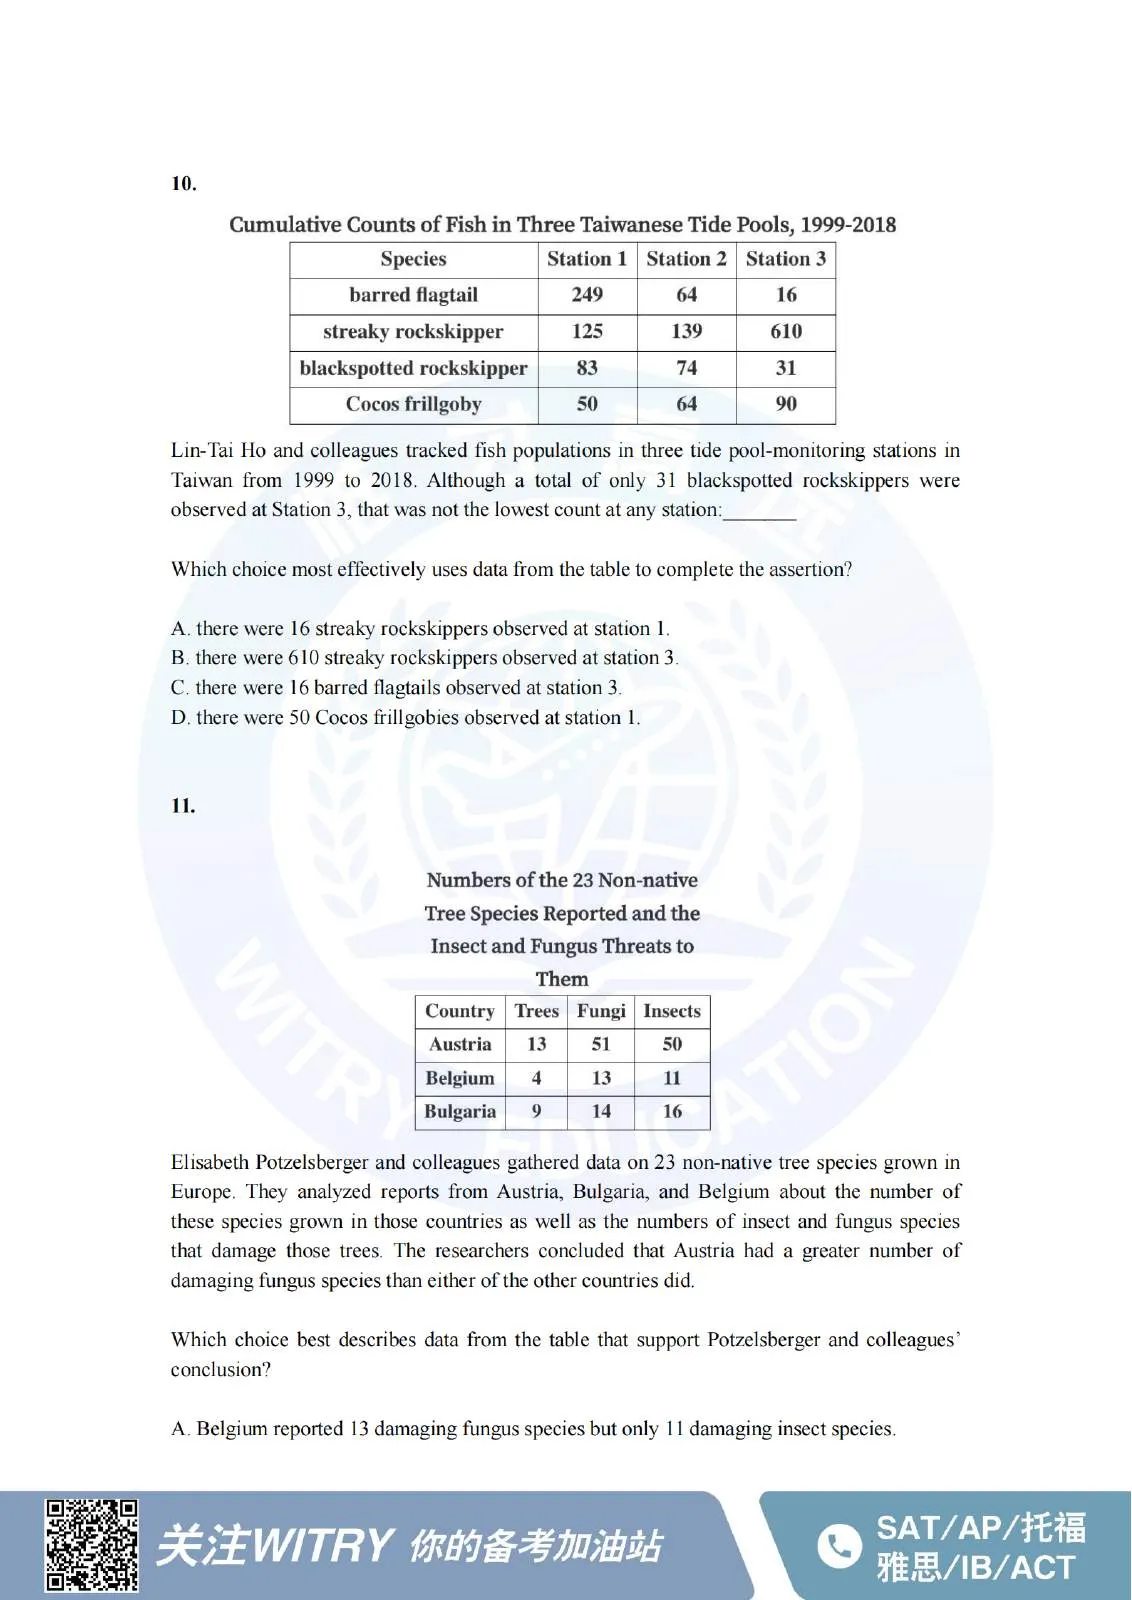 10.
Cumulative Counts of Fish in Three Taiwanese Tide Pools, 1999-2018
Species Station 1 Station 2 Station 3
barred flagtail 249 64 16
streaky rockskipper 125 139 610
blackspotted rockskipper 83 74 31
Cocos frillgoby 50 64 90
Lin-Tai Ho and colleagues tracked fish populations in three tide pool-monitoring stations in
Taiwan from 1999 to 2018. Although a total of only 31 blackspotted rockskippers were
observed at Station 3, that was not the lowest count at any station:_______
Which choice most effectively uses data from the table to complete the assertion?
A. there were 16 streaky rockskippers observed at station 1.
B. there were 610 streaky rockskippers observed at station 3.
C. there were 16 barred flagtails observed at station 3.
D. there were 50 Cocos frillgobies observed at station 1.
11.
Numbers of the 23 Non-native
Tree Species Reported and the
Insect and Fungus Threats to
Them
Country Trees Fungi Insects
Austria 13 51 50
Belgium 4 13 11
Bulgaria 9 14 16
Elisabeth Potzelsberger and colleagues gathered data on 23 non-native tree species grown in
Europe. They analyzed reports from Austria, Bulgaria, and Belgium about the number of
these species grown in those countries as well as the numbers of insect and fungus species
that damage those trees. The researchers concluded that Austria had a greater number of
damaging fungus species than either of the other countries did.
Which choice best describes data from the table that support Potzelsberger and colleagues'
conclusion?
A. Belgium reported 13 damaging fungus species but only 11 damaging insect species.
WITRY EDUCATION
关注WITRY 你的备考加油站
SAT/AP/托福
雅思/IB/ACT